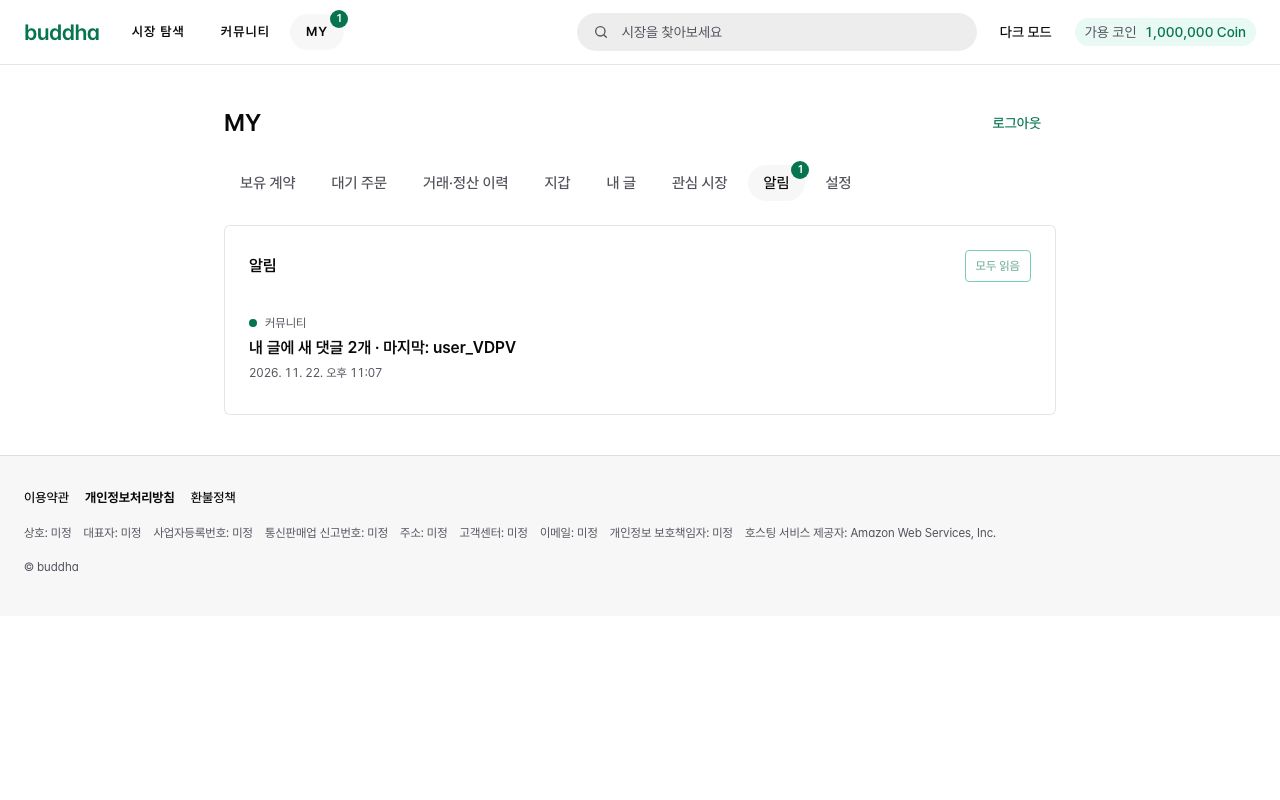 buddha 시장 탐색 커뮤니티 MY 1 시장을 찾아보세요 다크 모드 가용 코인 1,000,000 Coin
MY 로그아웃
보유 계약 대기 주문 거래·정산 이력 지갑 내 글 관심 시장 알림 1 설정
알림 모두 읽음
커뮤니티
내 글에 새 댓글 2개 · 마지막: user_VDPV
2026. 11. 22. 오후 11:07
이용약관 개인정보처리방침 환불정책
상호: 미정 대표자: 미정 사업자등록번호: 미정 통신판매업 신고번호: 미정 주소: 미정 고객센터: 미정 이메일: 미정 개인정보 보호책임자: 미정 호스팅 서비스 제공자: Amazon Web Services, Inc.
© buddha